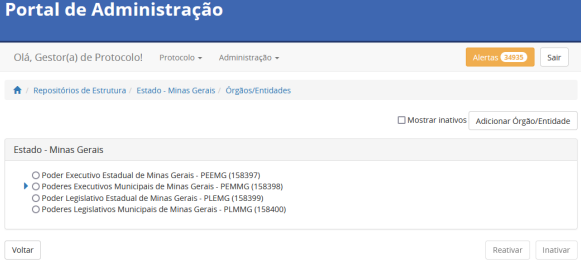 Portal de Administração
Olá, Gestor(a) de Protocolo! Protocolo Administração Alertas 34935 Sair
/ Repositórios de Estrutura / Estado - Minas Gerais / Órgãos/Entidades
Mostrar inativos Adicionar Órgão/Entidade
Estado - Minas Gerais
Poder Executivo Estadual de Minas Gerais - PEEMG (158397)
Poderes Executivos Municipais de Minas Gerais - PEMMG (158398)
Poder Legislativo Estadual de Minas Gerais - PLEMG (158399)
Poderes Legislativos Municipais de Minas Gerais - PLMMG (158400)
Voltar Reativar Inativar